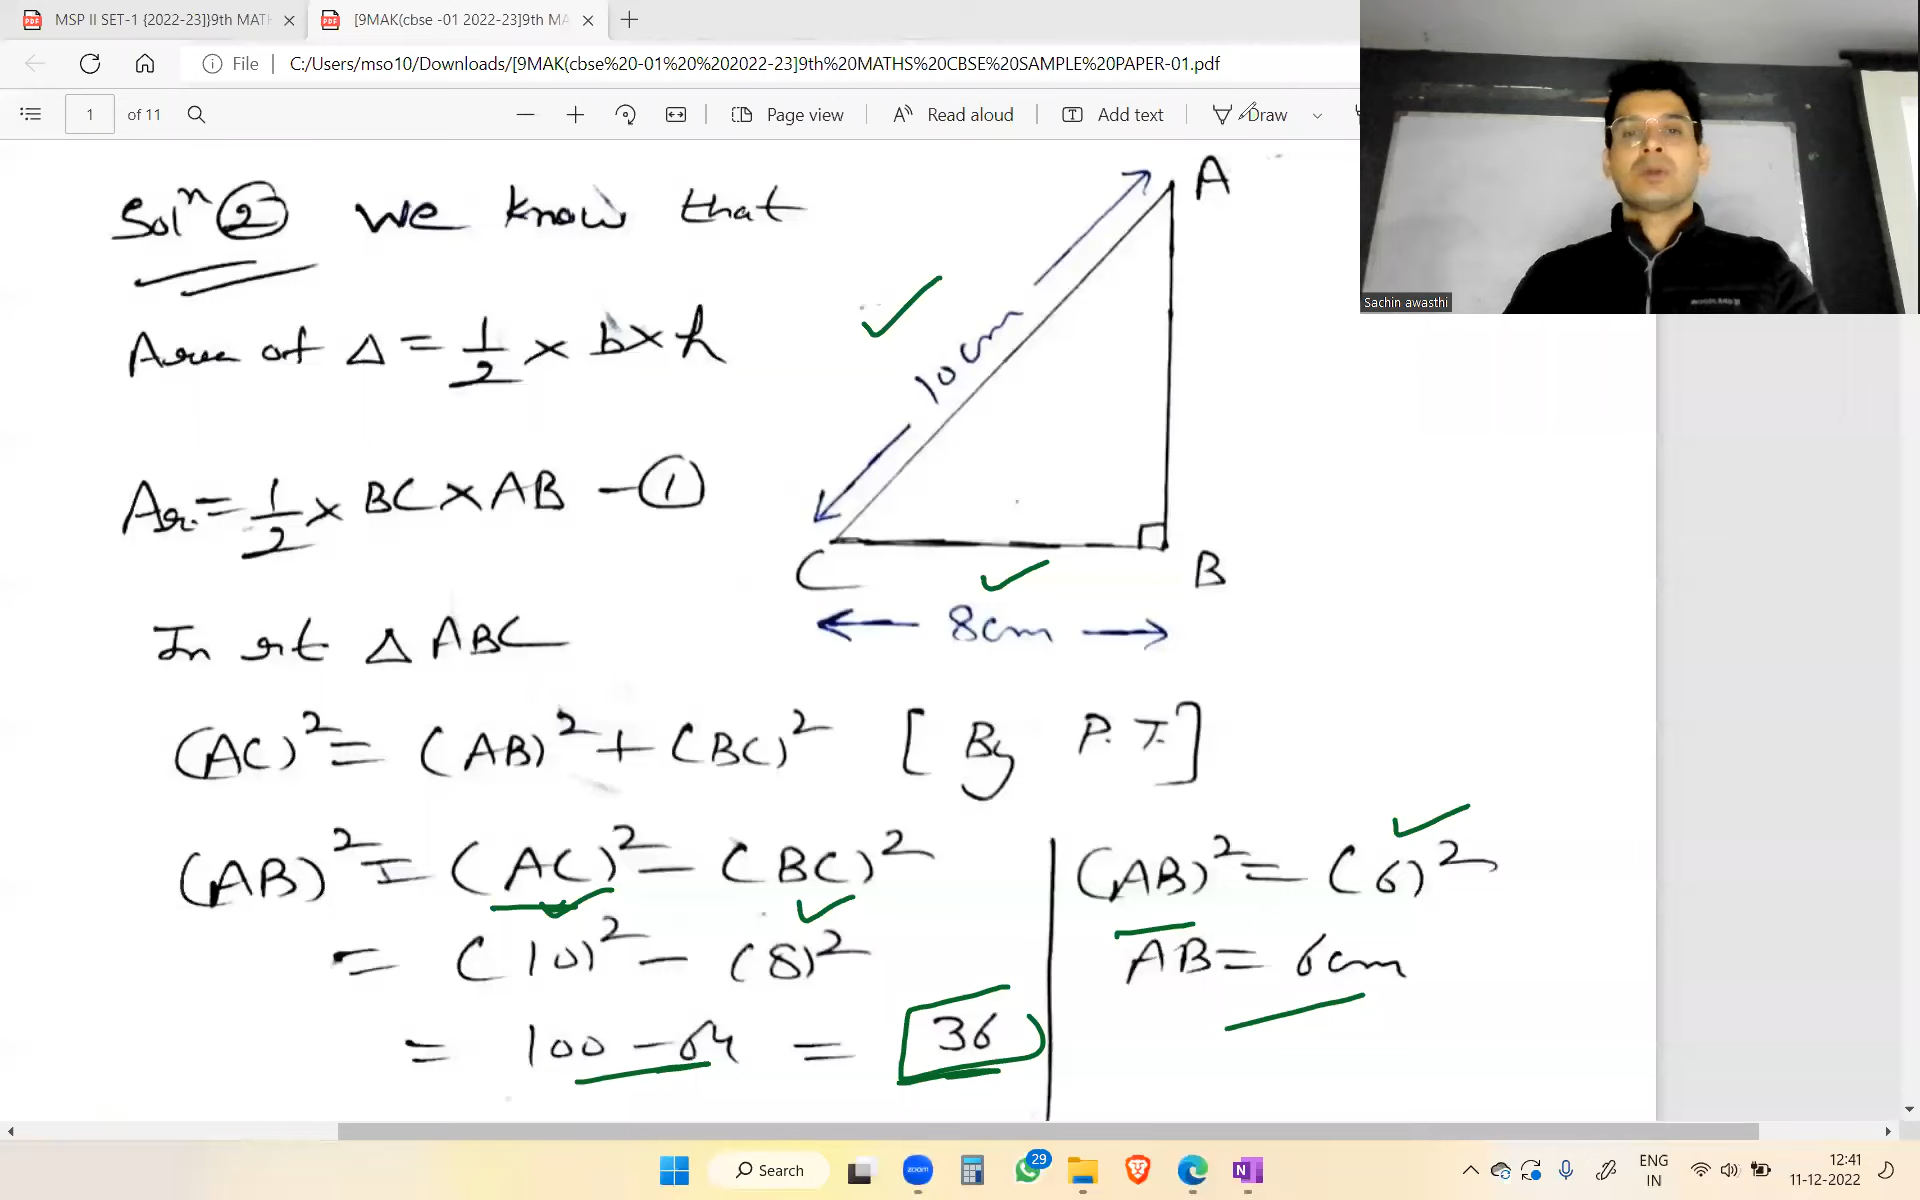 MSP II SET-1 {2022-23]}9th MATH
[9MAK(cbse -01 2022-23]9th MA
File C:/Users/mso10/Downloads/[9MAK(cbse%20-01%20%202022-23]9th%20MATHS%20CBSE%20SAMPLE%20PAPER-01.pdf
1 of 11 Page view Read aloud Add text Draw
Sachin awasthi
Solⁿ ② We know that
Area of Δ = 1/2 × b × h
Ar. = 1/2 × BC × AB — ①
In rt Δ ABC
A
10 cm
C
B
8cm
(AC)² = (AB)² + (BC)² [By P.T.]
(AB)² = (AC)² - (BC)²
= (10)² - (8)²
= 100 - 64 = 36
(AB)² = (6)²
AB = 6cm
Search
zoom
29
N
ENG
IN
12:41
11-12-2022